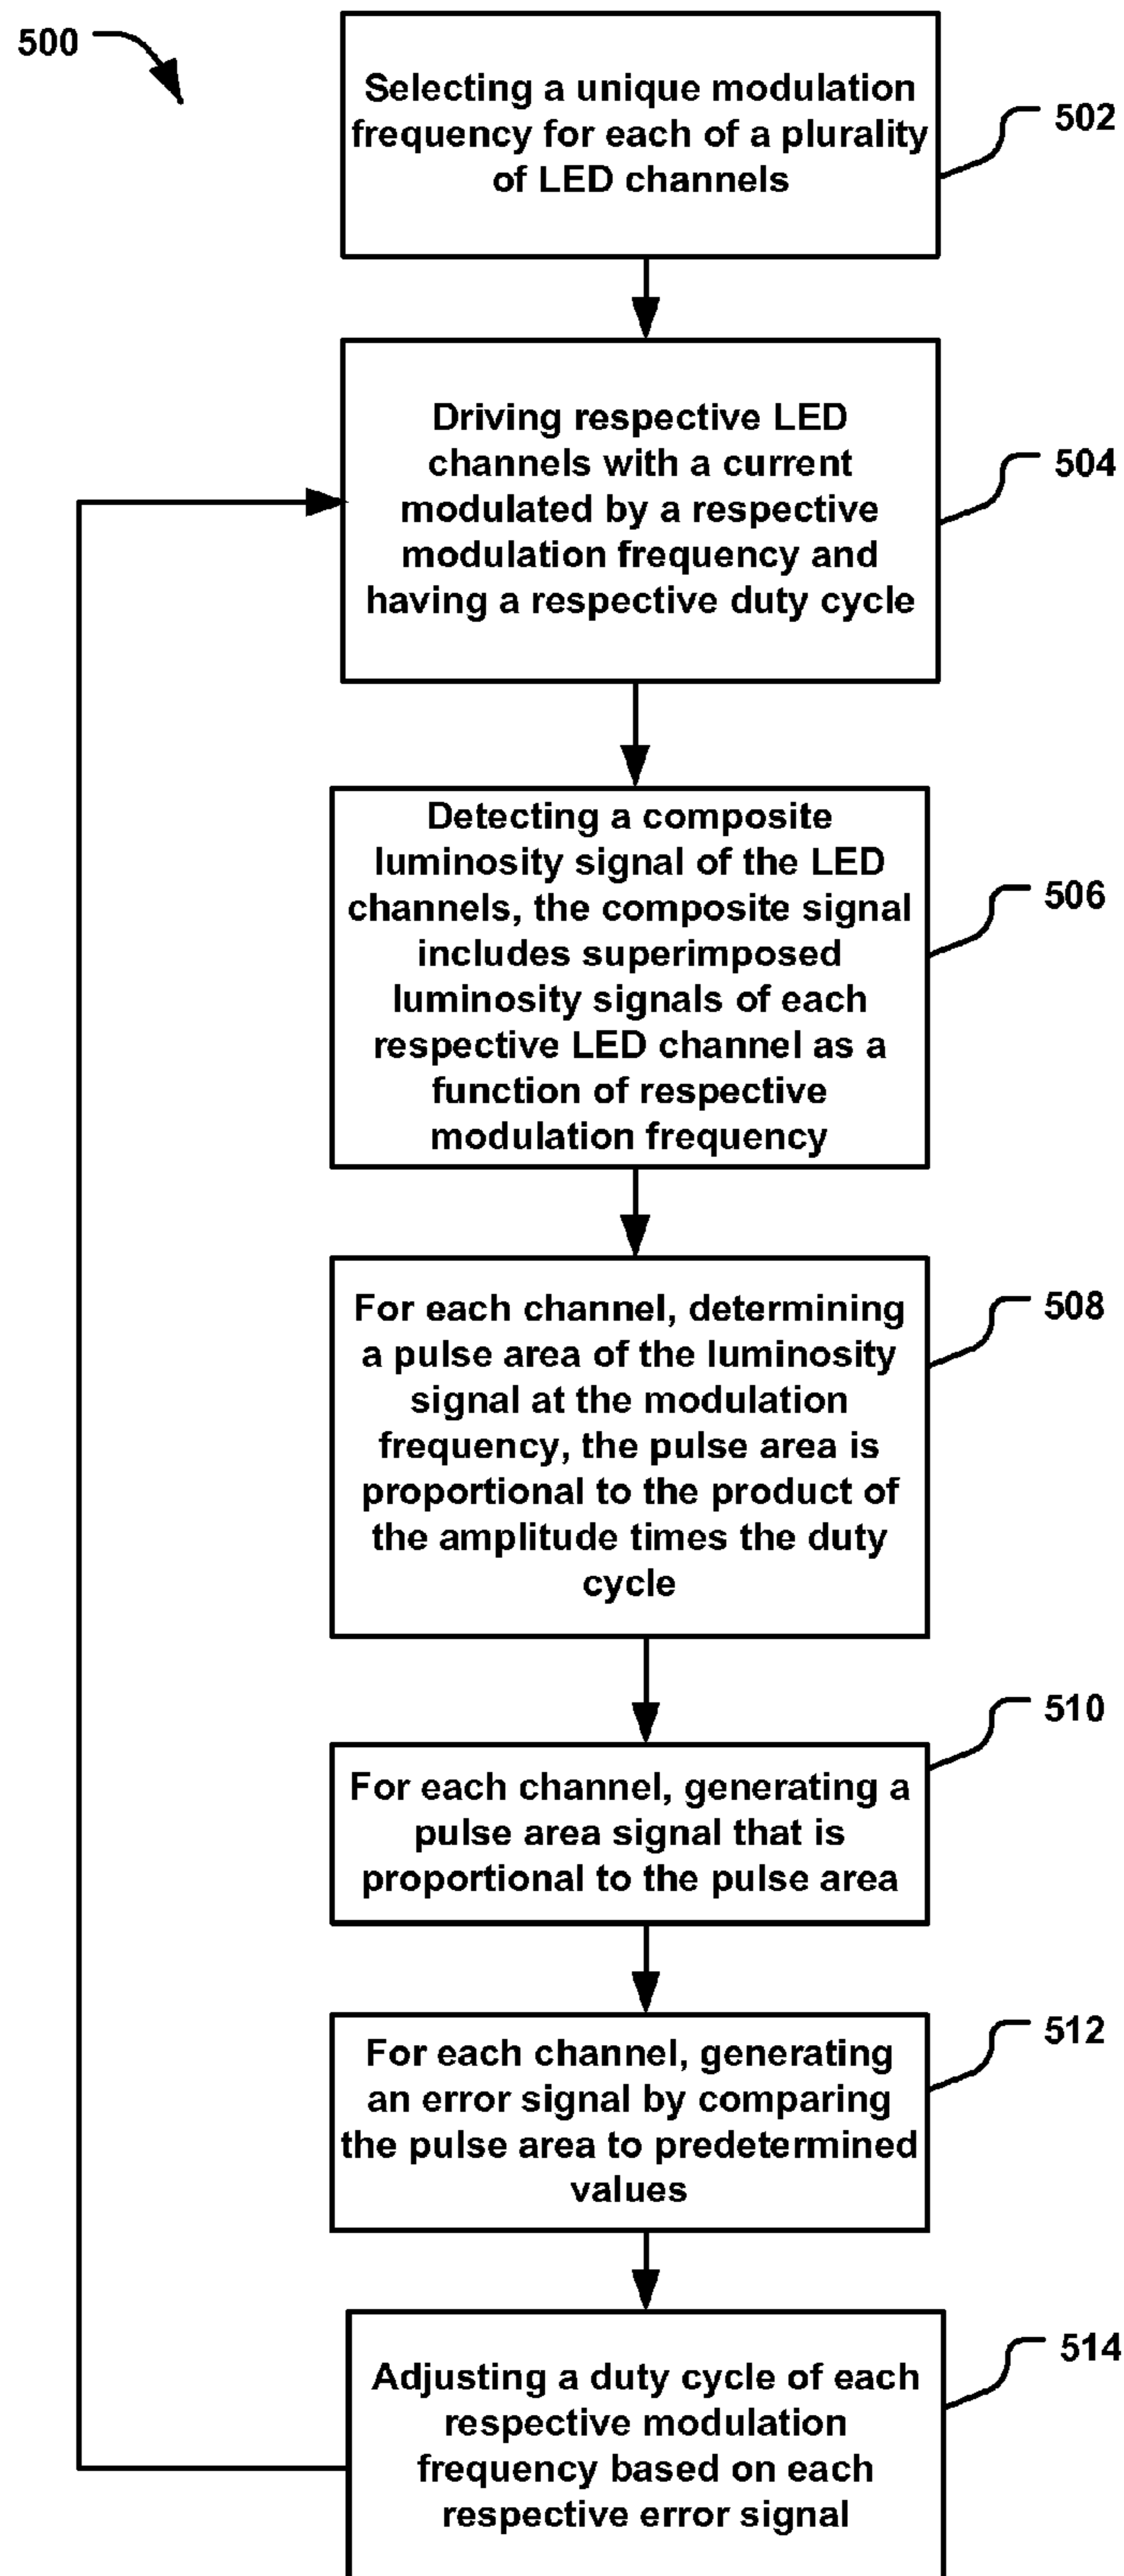 500
Selecting a unique modulation
frequency for each of a plurality
of LED channels
502
Driving respective LED
channels with a current
modulated by a respective
modulation frequency and
having a respective duty cycle
504
Detecting a composite
luminosity signal of the LED
channels, the composite signal
includes superimposed
luminosity signals of each
respective LED channel as a
function of respective
modulation frequency
506
For each channel, determining
a pulse area of the luminosity
signal at the modulation
frequency, the pulse area is
proportional to the product of
the amplitude times the duty
cycle
508
For each channel, generating a
pulse area signal that is
proportional to the pulse area
510
For each channel, generating
an error signal by comparing
the pulse area to predetermined
values
512
Adjusting a duty cycle of each
respective modulation
frequency based on each
respective error signal
514